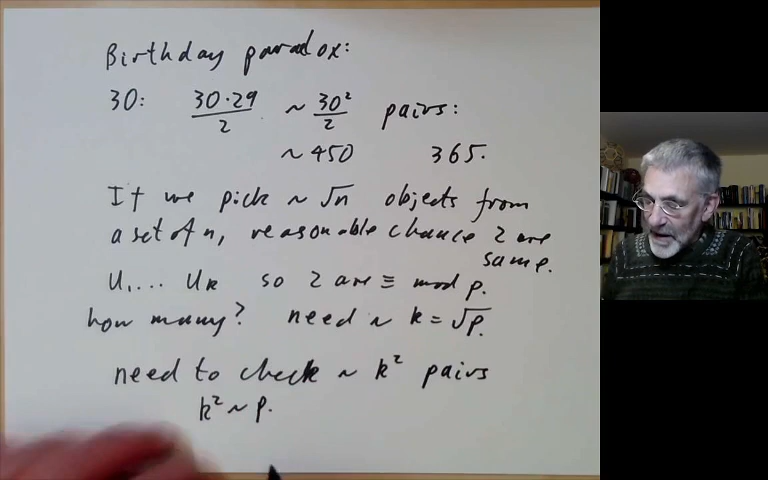 Birthday paradox:
30: 30·29/2 ~ 30²/2 pairs:
~450 365.
If we pick ~ √n objects from
a set of n, reasonable chance 2 are
same.
u₁... uₖ so 2 are ≡ mod p.
how many? need ~ k = √p.
need to check ~ k² pairs
k² ~ p.